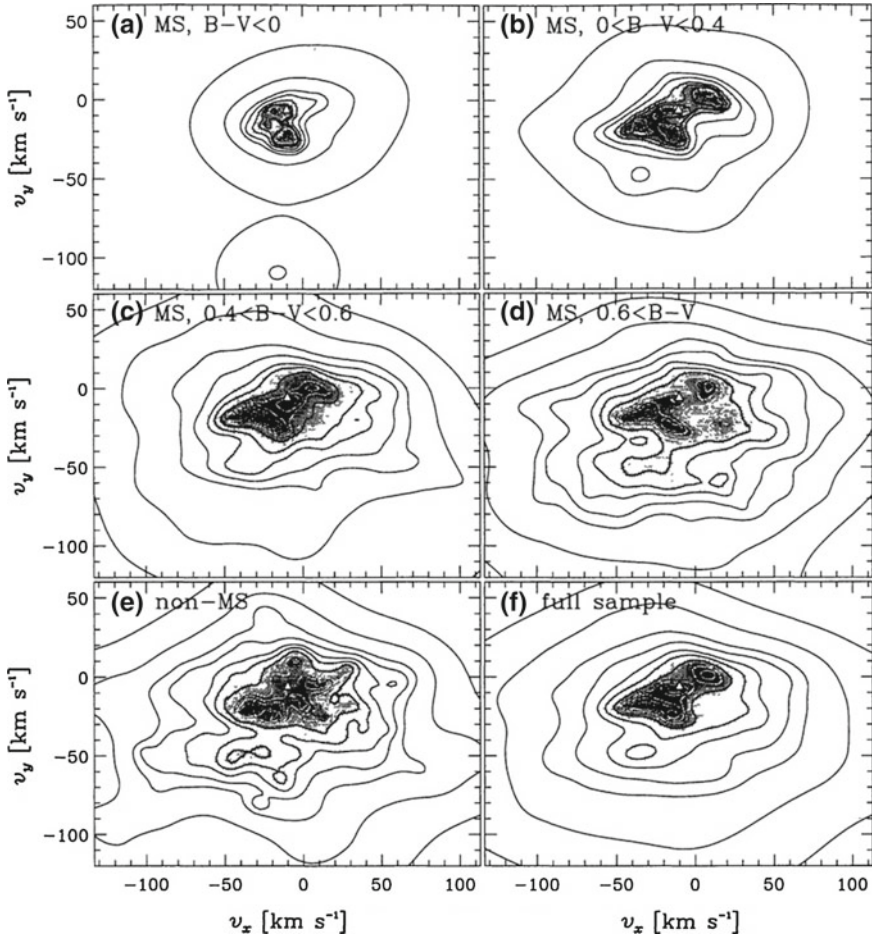 (a) MS, B−V<0
(b) MS, 0<B−V<0.4
50
0
−50
−100
v_y [km s⁻¹]
(c) MS, 0.4<B−V<0.6
(d) MS, 0.6<B−V
50
0
−50
−100
v_y [km s⁻¹]
(e) non−MS
(f) full sample
50
0
−50
−100
v_y [km s⁻¹]
−100 −50 0 50 100
−100 −50 0 50 100
v_x [km s⁻¹]
v_x [km s⁻¹]